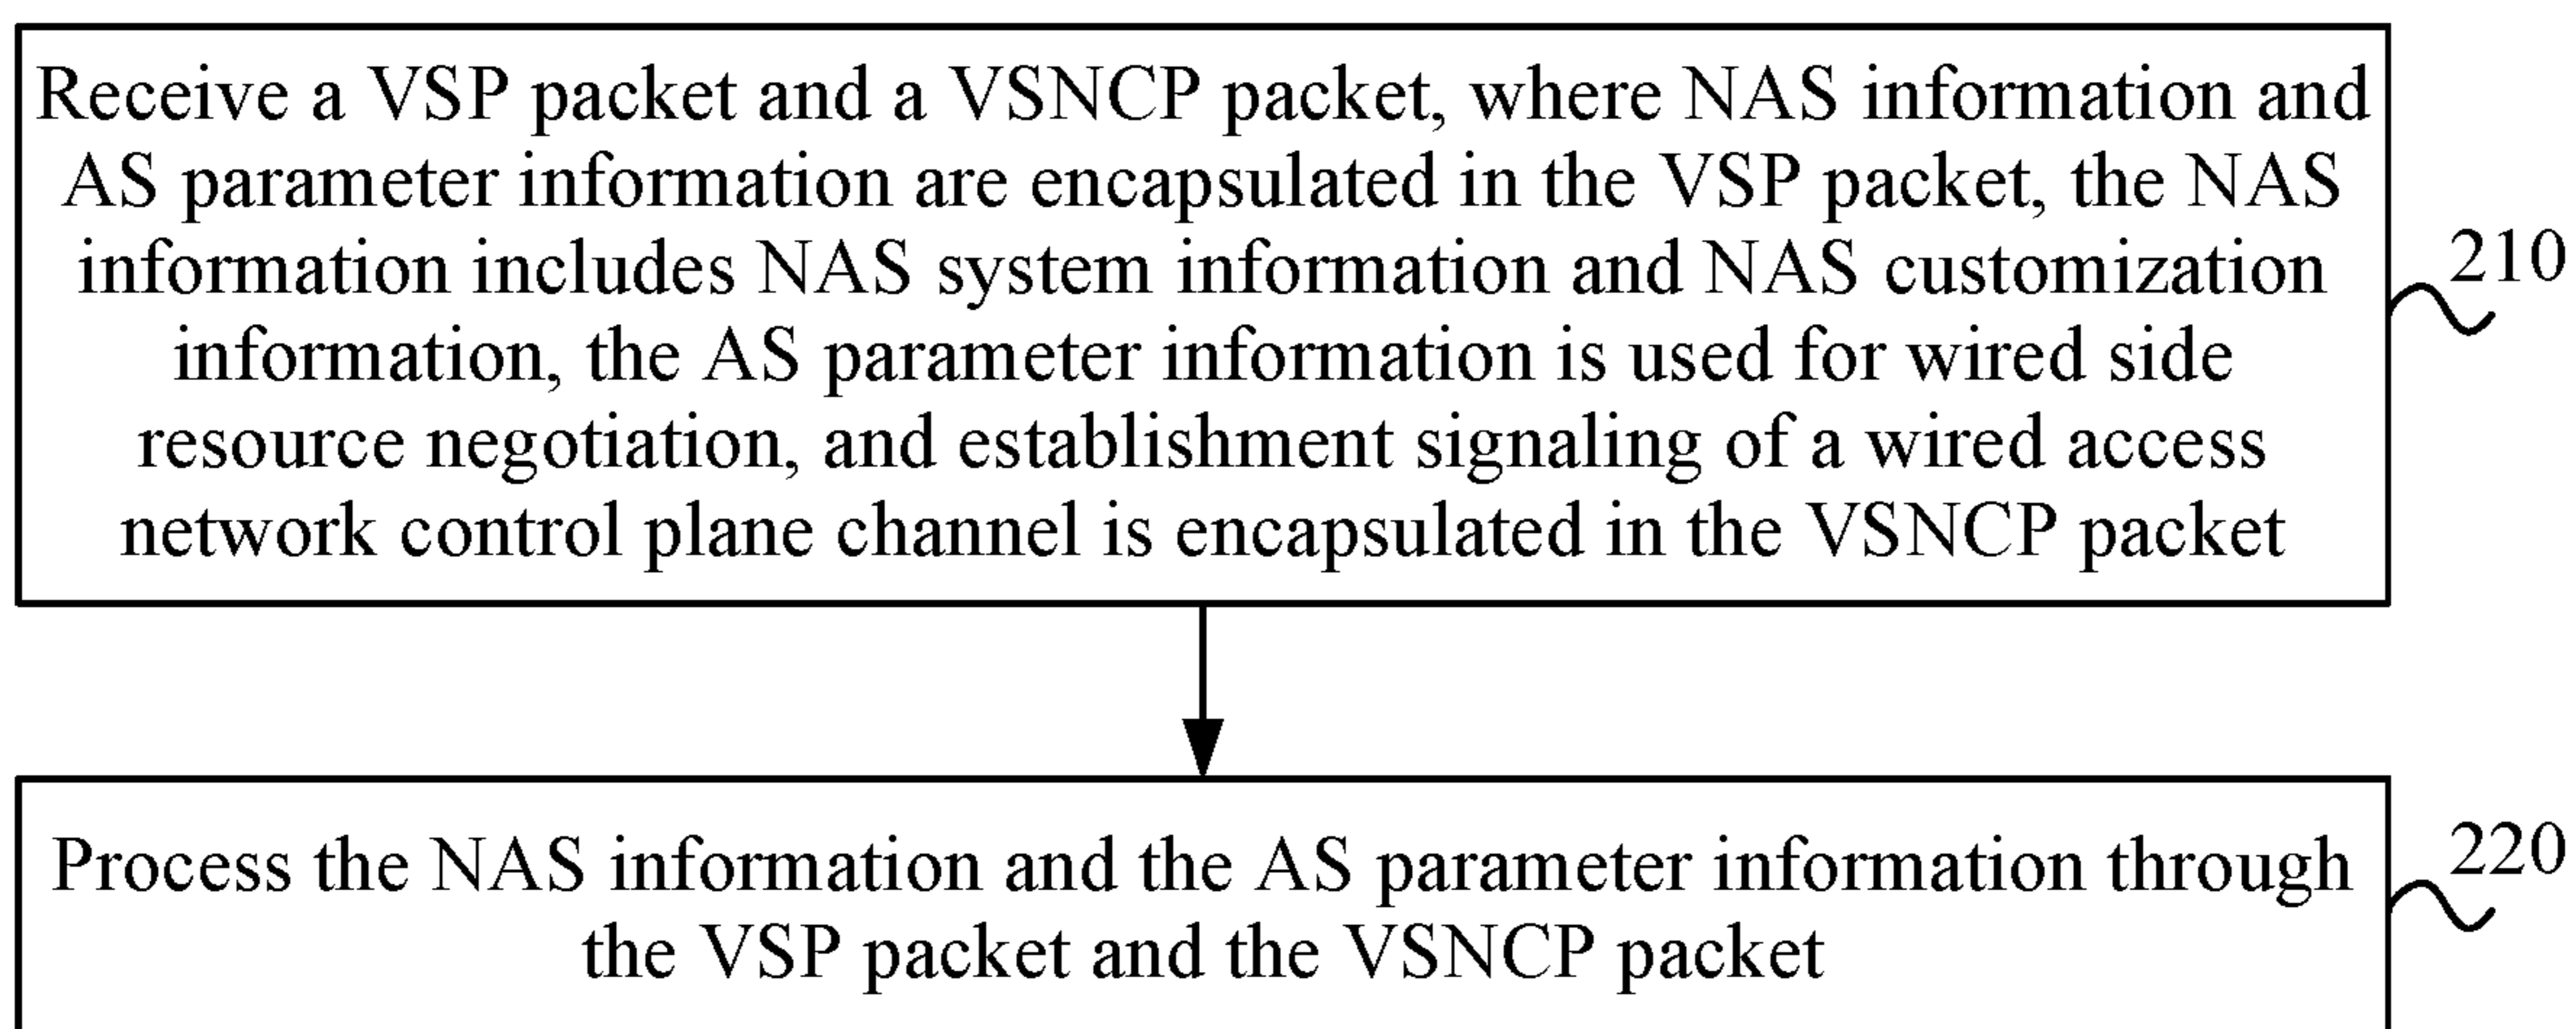 Receive a VSP packet and a VSNCP packet, where NAS information and
AS parameter information are encapsulated in the VSP packet, the NAS
information includes NAS system information and NAS customization
information, the AS parameter information is used for wired side
resource negotiation, and establishment signaling of a wired access
network control plane channel is encapsulated in the VSNCP packet
210
Process the NAS information and the AS parameter information through
the VSP packet and the VSNCP packet
220